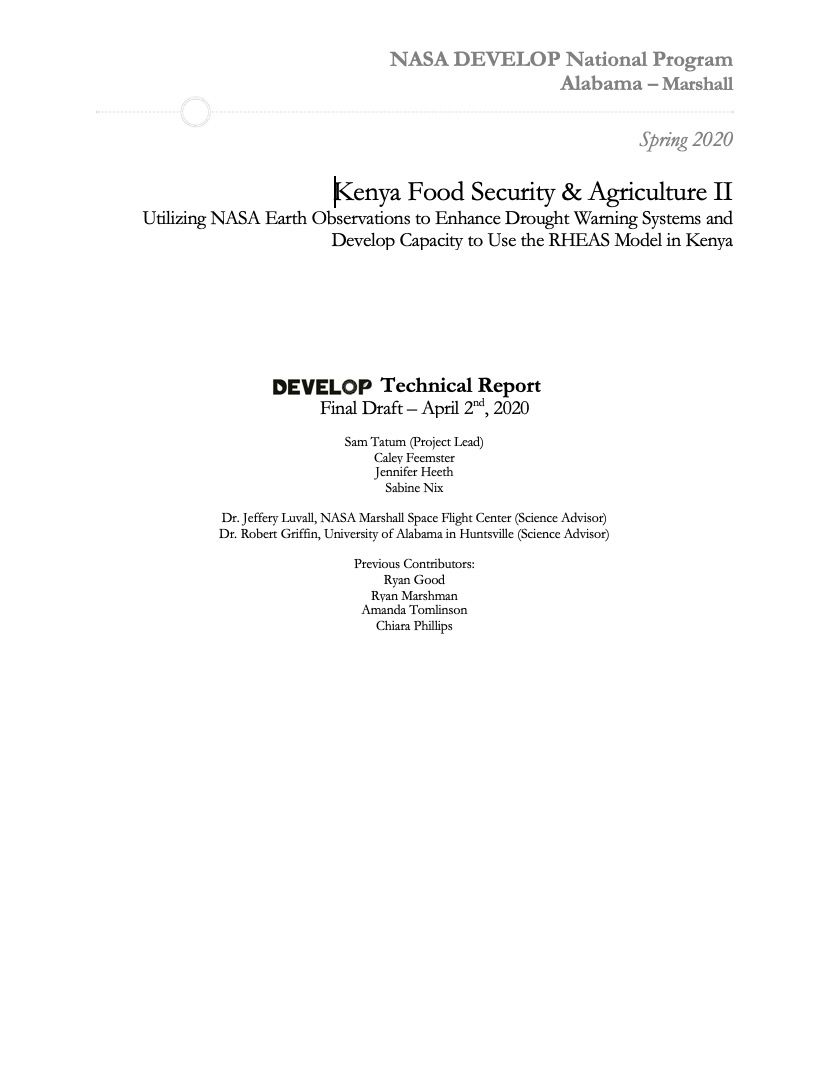 NASA DEVELOP National Program
Alabama – Marshall
Spring 2020
Kenya Food Security & Agriculture II
Utilizing NASA Earth Observations to Enhance Drought Warning Systems and
Develop Capacity to Use the RHEAS Model in Kenya
DEVELOP Technical Report
Final Draft – April 2nd, 2020
Sam Tatum (Project Lead)
Caley Feemster
Jennifer Heeth
Sabine Nix
Dr. Jeffery Luvall, NASA Marshall Space Flight Center (Science Advisor)
Dr. Robert Griffin, University of Alabama in Huntsville (Science Advisor)
Previous Contributors:
Ryan Good
Ryan Marshman
Amanda Tomlinson
Chiara Phillips